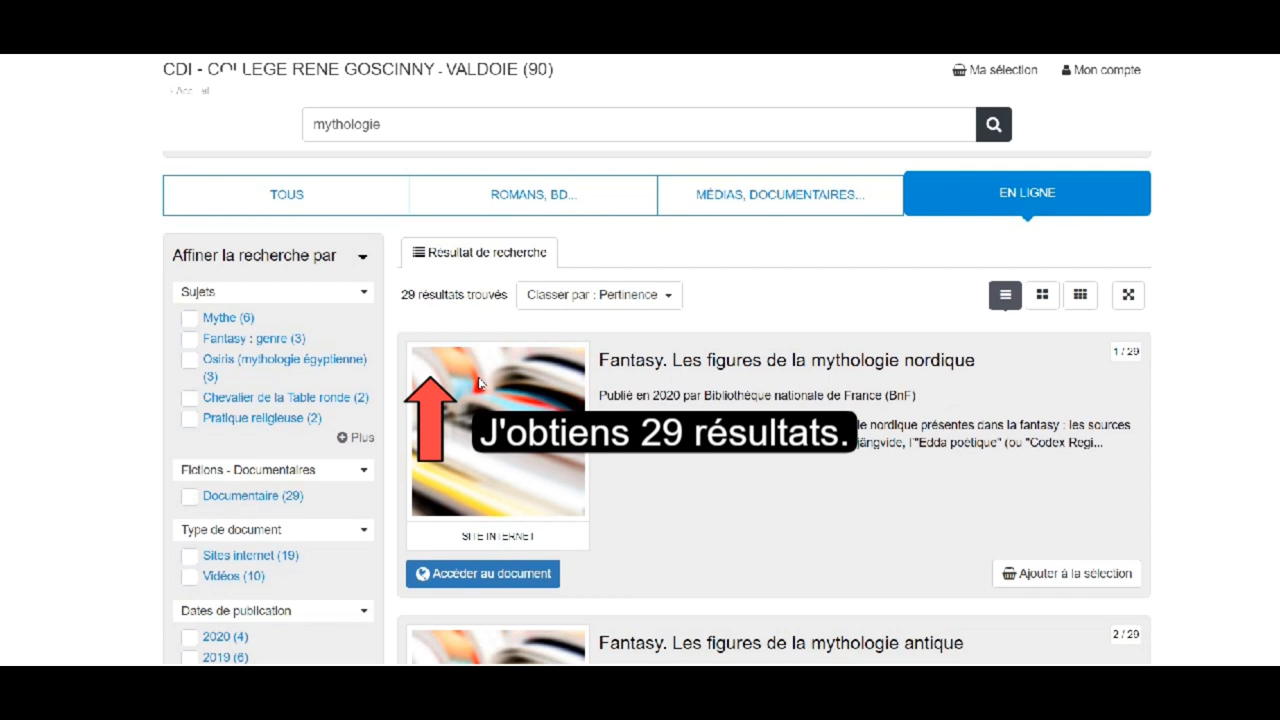 CDI - COLLEGE RENE GOSCINNY - VALDOIE (90)
Ma sélection
Mon compte
mythologie
TOUS
ROMANS, BD...
MÉDIAS, DOCUMENTAIRES...
EN LIGNE
Affiner la recherche par
Résultat de recherche
Sujets
29 résultats trouvés
Classer par : Pertinence
Mythe (6)
Fantasy : genre (3)
Osiris (mythologie égyptienne)
(3)
Chevalier de la Table ronde (2)
Pratique religieuse (2)
Plus
Fictions - Documentaires
Documentaire (29)
Type de document
Sites internet (19)
Vidéos (10)
Dates de publication
2020 (4)
2019 (6)
Fantasy. Les figures de la mythologie nordique
1 / 29
Publié en 2020 par Bibliothèque nationale de France (BnF)
J'obtiens 29 résultats.
nordique présentes dans la fantasy : les sources
l'"Edda poétique" (ou "Codex Regi...
SITE INTERNET
Accéder au document
Ajouter à la sélection
Fantasy. Les figures de la mythologie antique
2 / 29